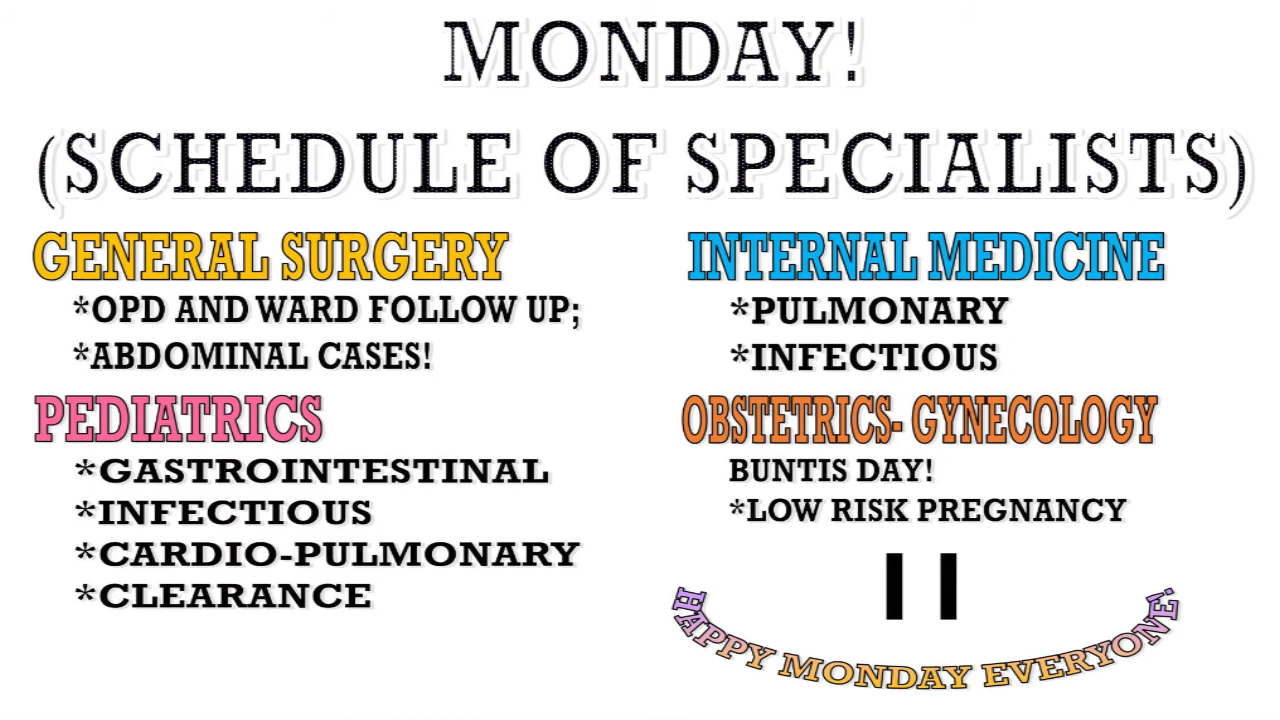 MONDAY!
(SCHEDULE OF SPECIALISTS)
GENERAL SURGERY
*OPD AND WARD FOLLOW UP;
*ABDOMINAL CASES!
PEDIATRICS
*GASTROINTESTINAL
*INFECTIOUS
*CARDIO-PULMONARY
*CLEARANCE
INTERNAL MEDICINE
*PULMONARY
*INFECTIOUS
OBSTETRICS- GYNECOLOGY
BUNTIS DAY!
*LOW RISK PREGNANCY
HAPPY MONDAY EVERYONE!